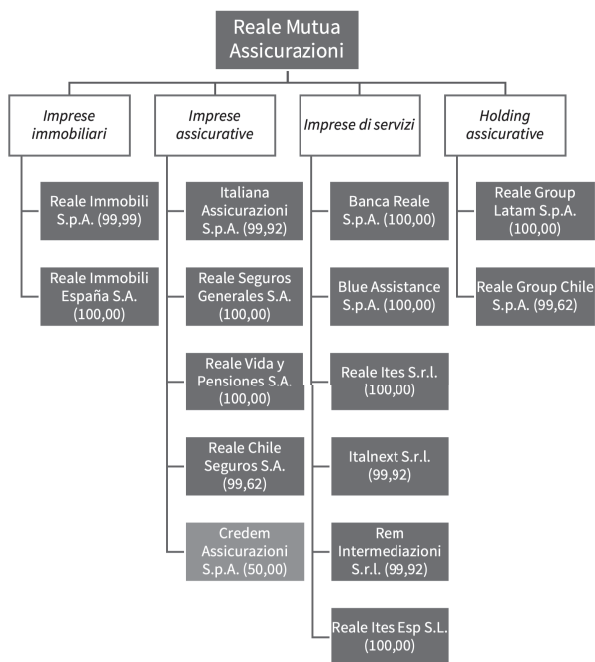 Reale Mutua
Assicurazioni
Imprese
immobiliari
Imprese
assicurative
Imprese di servizi
Holding
assicurative
Reale Immobili
S.p.A. (99,99)
Reale Immobili
España S.A.
(100,00)
Italiana
Assicurazioni
S.p.A. (99,92)
Reale Seguros
Generales S.A.
(100,00)
Reale Vida y
Pensiones S.A.
(100,00)
Reale Chile
Seguros S.A.
(99,62)
Credem
Assicurazioni
S.p.A. (50,00)
Banca Reale
S.p.A. (100,00)
Blue Assistance
S.p.A. (100,00)
Reale Ites S.r.l.
(100,00)
Italnext S.r.l.
(99,92)
Rem
Intermediazioni
S.r.l. (99,92)
Reale Ites Esp S.L.
(100,00)
Reale Group
Latam S.p.A.
(100,00)
Reale Group Chile
S.p.A. (99,62)